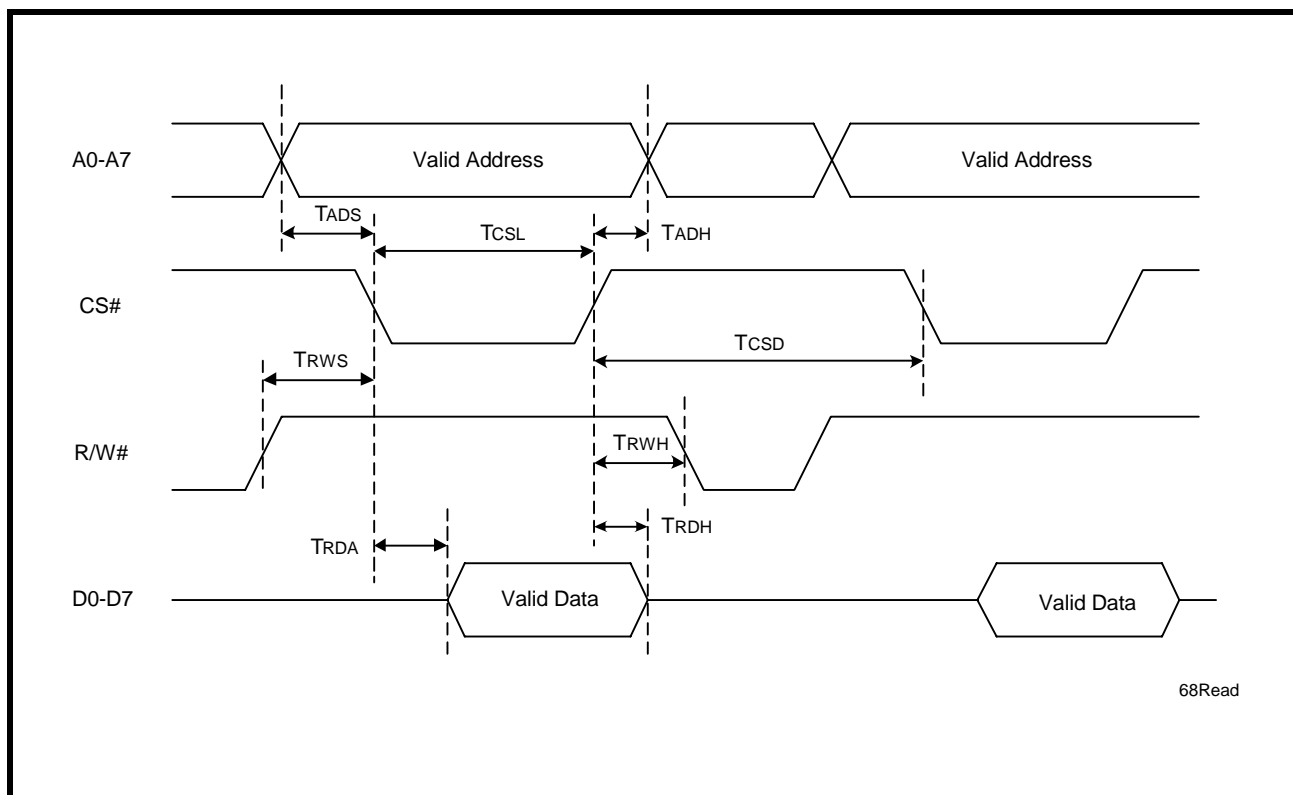 A0-A7
Valid Address
Valid Address
TADS
TCSL
TADH
CS#
TCSD
TRWS
R/W#
TRWH
TRDH
TRDA
D0-D7
Valid Data
Valid Data
68Read